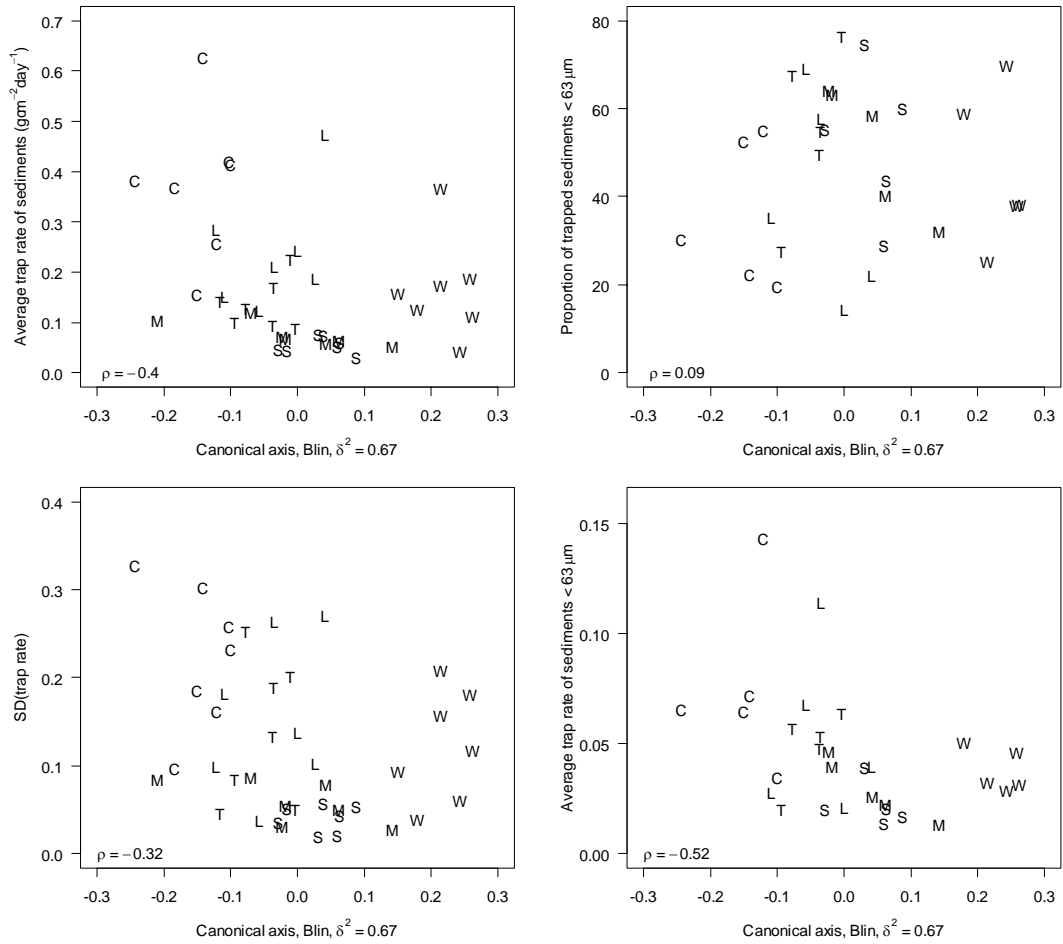 Average trap rate of sediments (gcm⁻²day⁻¹)
0.7
0.6
0.5
0.4
0.3
0.2
0.1
0.0
ρ = −0.4
-0.3 -0.2 -0.1 0.0 0.1 0.2 0.3
Canonical axis, Blin, δ² = 0.67
Proportion of trapped sediments < 63 μm
80
60
40
20
0
ρ = 0.09
-0.3 -0.2 -0.1 0.0 0.1 0.2 0.3
Canonical axis, Blin, δ² = 0.67
SD(trap rate)
0.4
0.3
0.2
0.1
0.0
ρ = −0.32
-0.3 -0.2 -0.1 0.0 0.1 0.2 0.3
Canonical axis, Blin, δ² = 0.67
Average trap rate of sediments < 63 μm
0.15
0.10
0.05
0.00
ρ = −0.52
-0.3 -0.2 -0.1 0.0 0.1 0.2 0.3
Canonical axis, Blin, δ² = 0.67